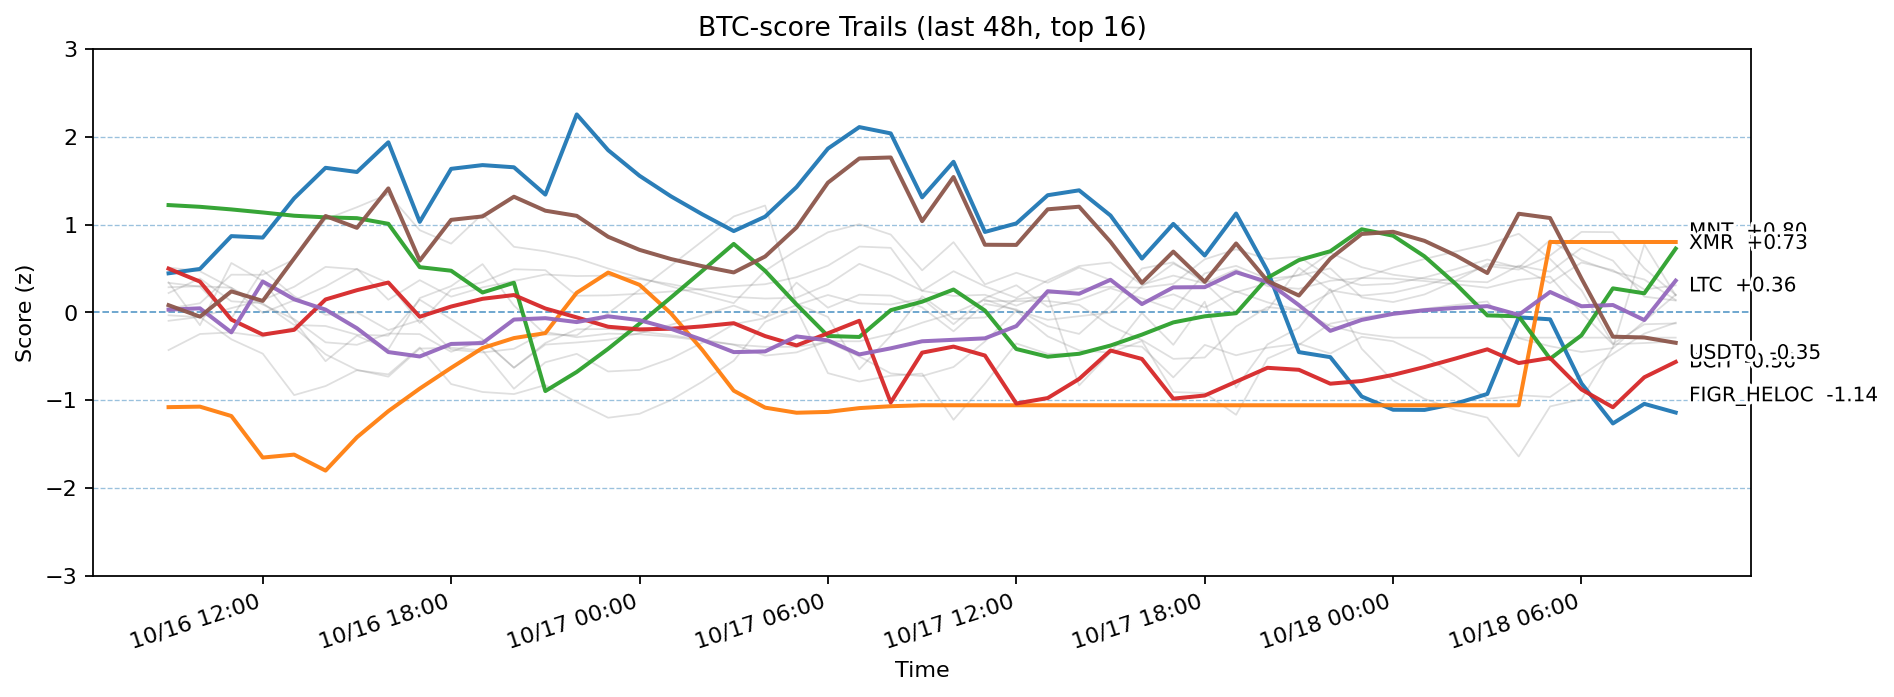 BTC-score Trails (last 48h, top 16)
Score (z)
3
2
1
0
−1
−2
−3
MNT +0.80
XMR +0.73
LTC +0.36
USDT0 -0.35
FIGR_HELOC -1.14
10/16 12:00
10/16 18:00
10/17 00:00
10/17 06:00
10/17 12:00
10/17 18:00
10/18 00:00
10/18 06:00
Time